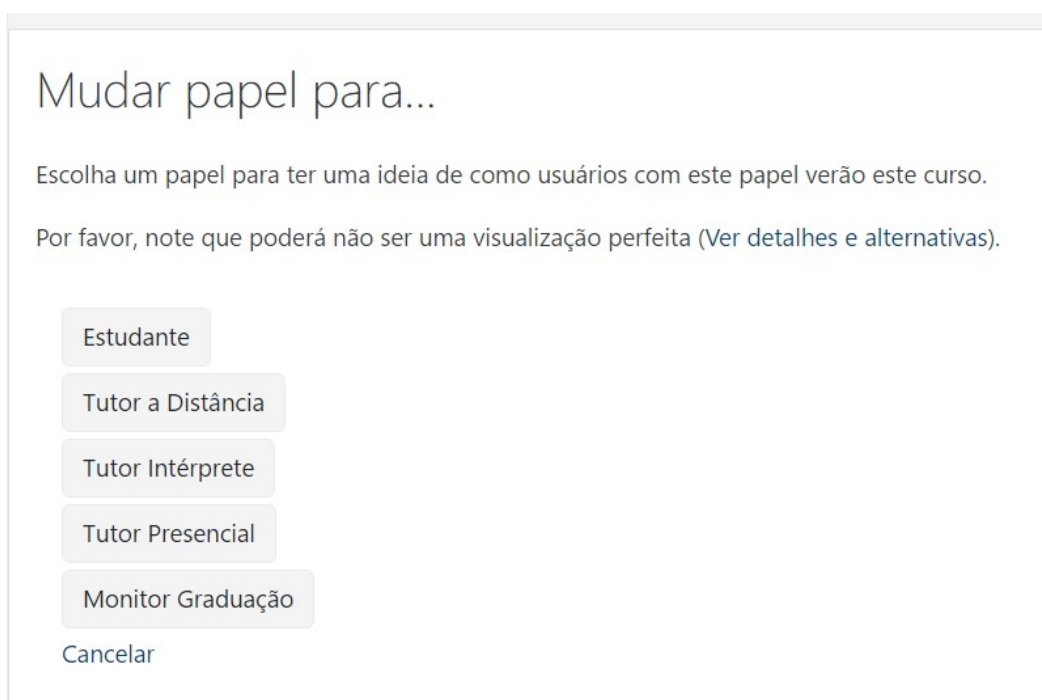 Mudar papel para...
Escolha um papel para ter uma ideia de como usuários com este papel verão este curso.
Por favor, note que poderá não ser uma visualização perfeita (Ver detalhes e alternativas).
Estudante
Tutor a Distância
Tutor Intérprete
Tutor Presencial
Monitor Graduação
Cancelar